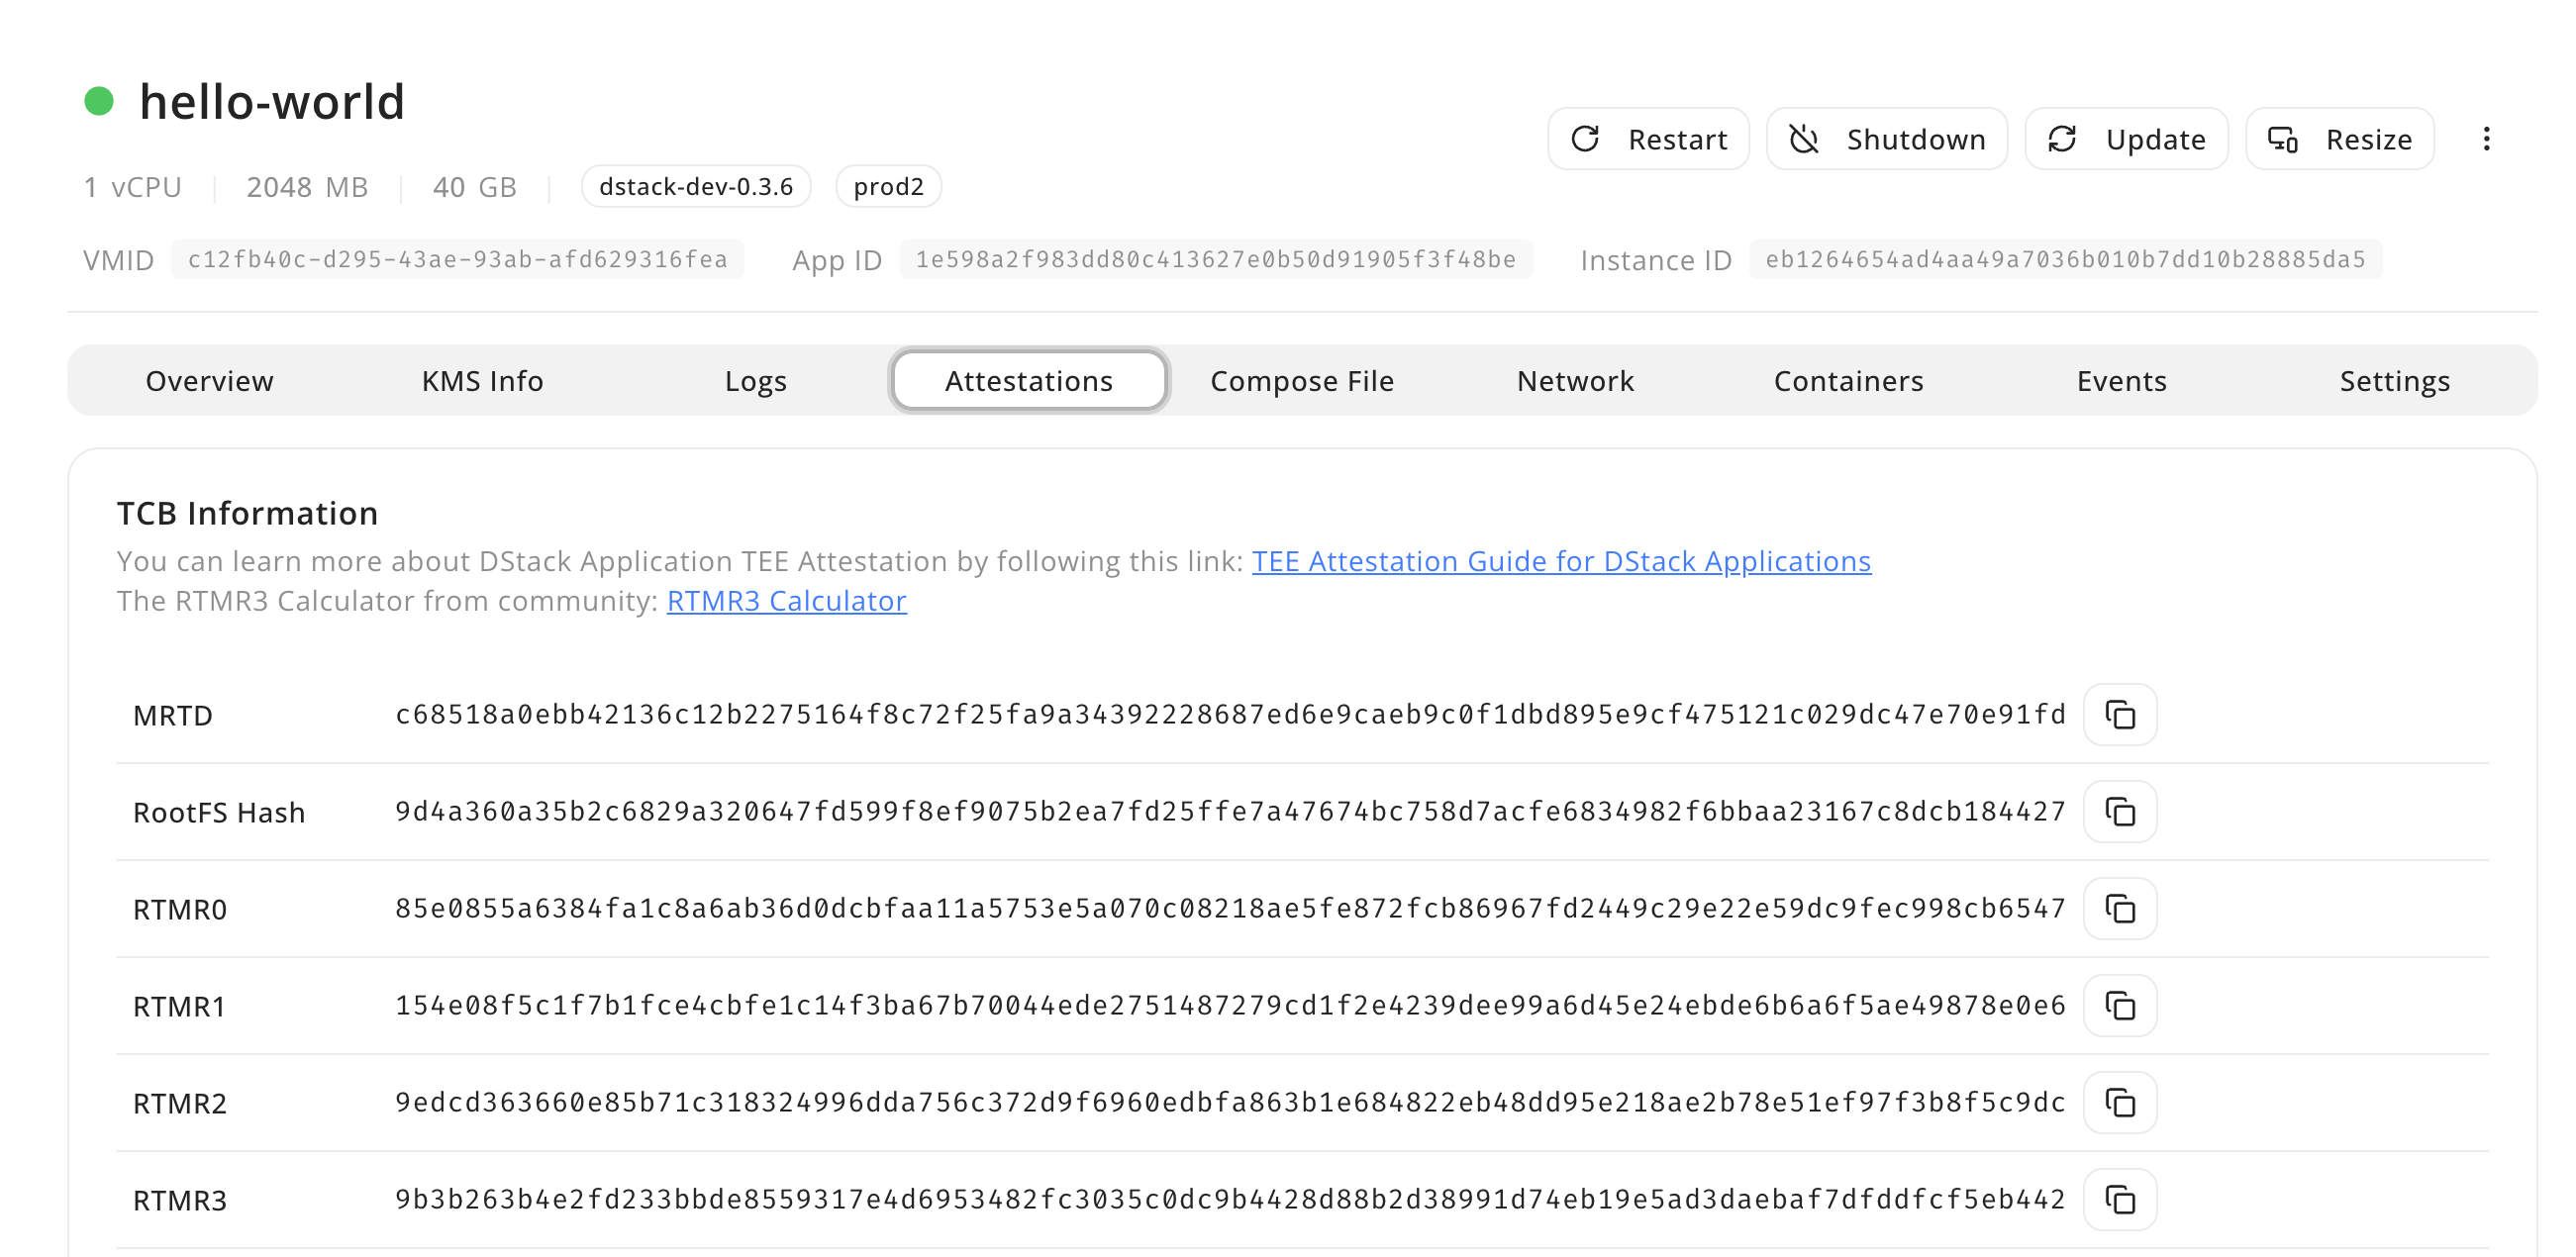 hello-world
Restart Shutdown Update Resize
1 vCPU 2048 MB 40 GB dstack-dev-0.3.6 prod2
VMID c12fb40c-d295-43ae-93ab-afd629316fea App ID 1e598a2f983dd80c413627e0b50d91905f3f48be Instance ID eb1264654ad4aa49a7036b010b7dd10b28885da5
Overview KMS Info Logs Attestations Compose File Network Containers Events Settings
TCB Information
You can learn more about DStack Application TEE Attestation by following this link: TEE Attestation Guide for DStack Applications
The RTMR3 Calculator from community: RTMR3 Calculator
MRTD c68518a0ebb42136c12b2275164f8c72f25fa9a34392228687ed6e9caeb9c0f1dbd895e9cf475121c029dc47e70e91fd
RootFS Hash 9d4a360a35b2c6829a320647fd599f8ef9075b2ea7fd25ffe7a47674bc758d7acfe6834982f6bbaa23167c8dcb184427
RTMR0 85e0855a6384fa1c8a6ab36d0dcbfaa11a5753e5a070c08218ae5fe872fcb86967fd2449c29e22e59dc9fec998cb6547
RTMR1 154e08f5c1f7b1fce4cbfe1c14f3ba67b70044ede2751487279cd1f2e4239dee99a6d45e24ebde6b6a6f5ae49878e0e6
RTMR2 9edcd363660e85b71c318324996dda756c372d9f6960edbfa863b1e684822eb48dd95e218ae2b78e51ef97f3b8f5c9dc
RTMR3 9b3b263b4e2fd233bbde8559317e4d6953482fc3035c0dc9b4428d88b2d38991d74eb19e5ad3daebaf7dfddfcf5eb442